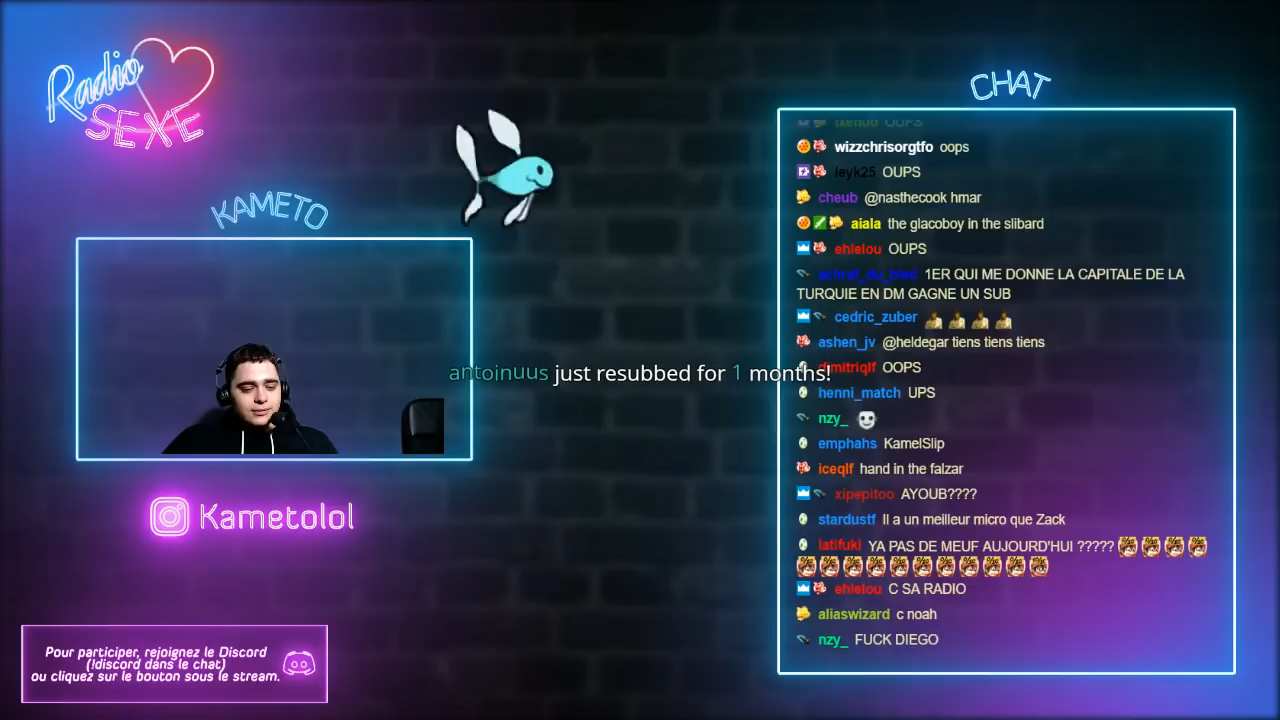 Radio
SEXE
KAMETO
Kametolol
Pour participer, rejoignez le Discord
(!discord dans le chat)
ou cliquez sur le bouton sous le stream.
antoinuus just resubbed for 1 months!
CHAT
OUPS
wizzchrisorgtfo oops
leyk25 OUPS
cheub @nasthecook hmar
aiala the glacoboy in the slibard
ehlelou OUPS
achraf_du_bled 1ER QUI ME DONNE LA CAPITALE DE LA
TURQUIE EN DM GAGNE UN SUB
cedric_zuber
ashen_jv @heldegar tiens tiens tiens
dimitriqlf OOPS
henni_match UPS
nzy_
emphahs KamelSlip
iceqlf hand in the falzar
xipepitoo AYOUB????
stardustf Il a un meilleur micro que Zack
latifuki YA PAS DE MEUF AUJOURD'HUI ?????
ehlelou C SA RADIO
aliaswizard c noah
nzy_ FUCK DIEGO